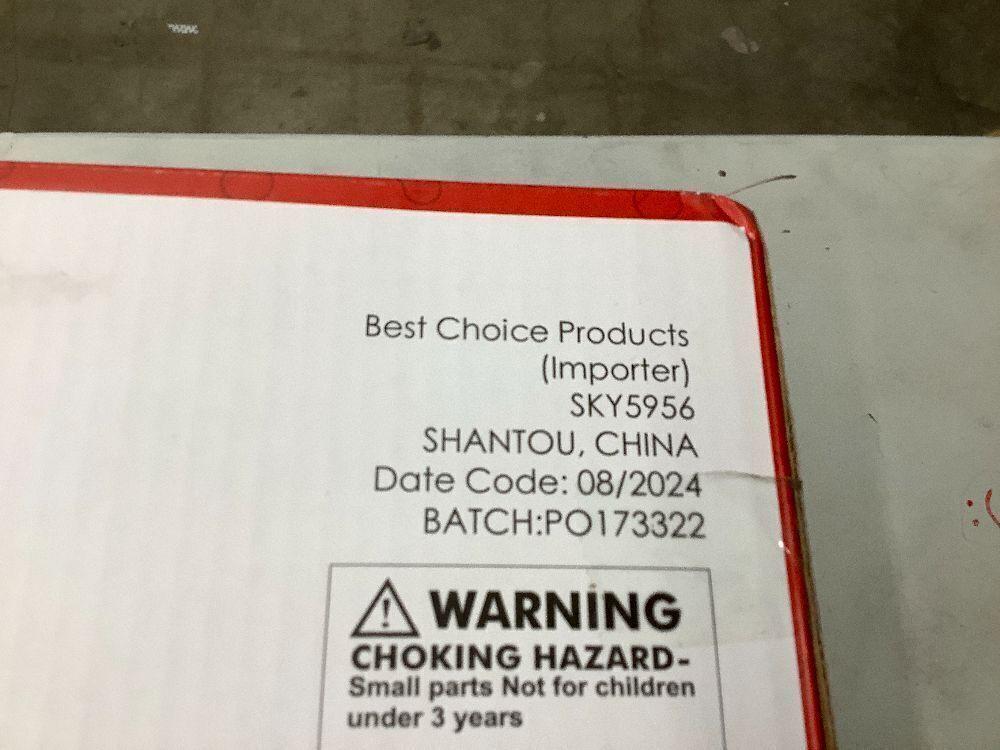 Best Choice Products
(Importer)
SKY5956
SHANTOU, CHINA
Date Code: 08/2024
BATCH:PO173322
WARNING
CHOKING HAZARD-
Small parts Not for children
under 3 years